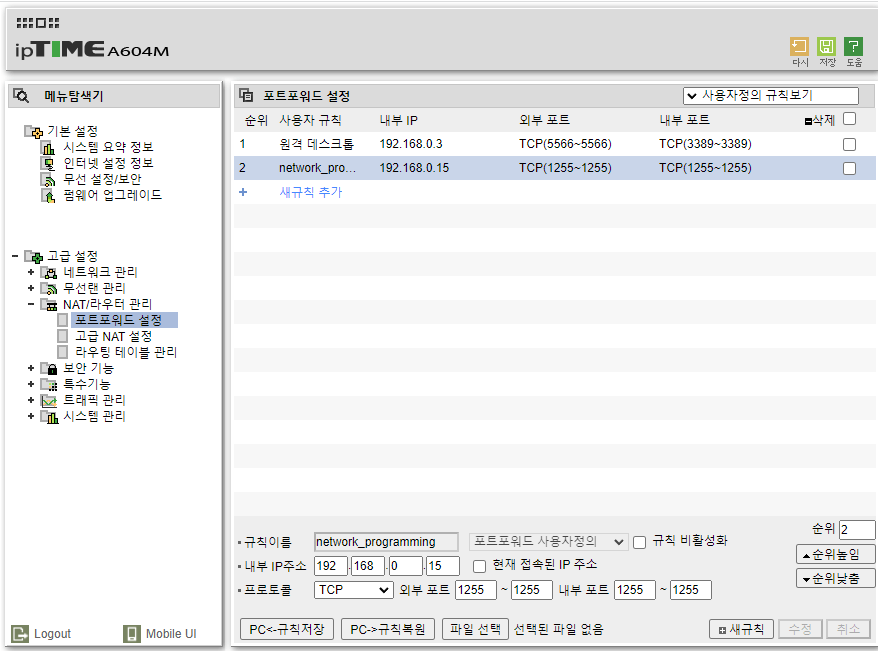 ipTIME A604M
다시 저장 도움
메뉴탐색기
기본 설정
시스템 요약 정보
인터넷 설정 정보
무선 설정/보안
펌웨어 업그레이드
고급 설정
네트워크 관리
무선랜 관리
NAT/라우터 관리
포트포워드 설정
고급 NAT 설정
라우팅 테이블 관리
보안 기능
특수기능
트래픽 관리
시스템 관리
Logout Mobile UI
포트포워드 설정 사용자정의 규칙보기
순위 사용자 규칙 내부 IP 외부 포트 내부 포트 삭제
1 원격 데스크톱 192.168.0.3 TCP(5566~5566) TCP(3389~3389)
2 network_pro... 192.168.0.15 TCP(1255~1255) TCP(1255~1255)
+ 새규칙 추가
순위 2
규칙이름 network_programming 포트포워드 사용자정의 규칙 비활성화
순위높임
내부 IP주소 192 . 168 . 0 . 15 현재 접속된 IP 주소
순위낮춤
프로토콜 TCP 외부 포트 1255 ~ 1255 내부 포트 1255 ~ 1255
PC<-규칙저장 PC->규칙복원 파일 선택 선택된 파일 없음 새규칙 수정 취소